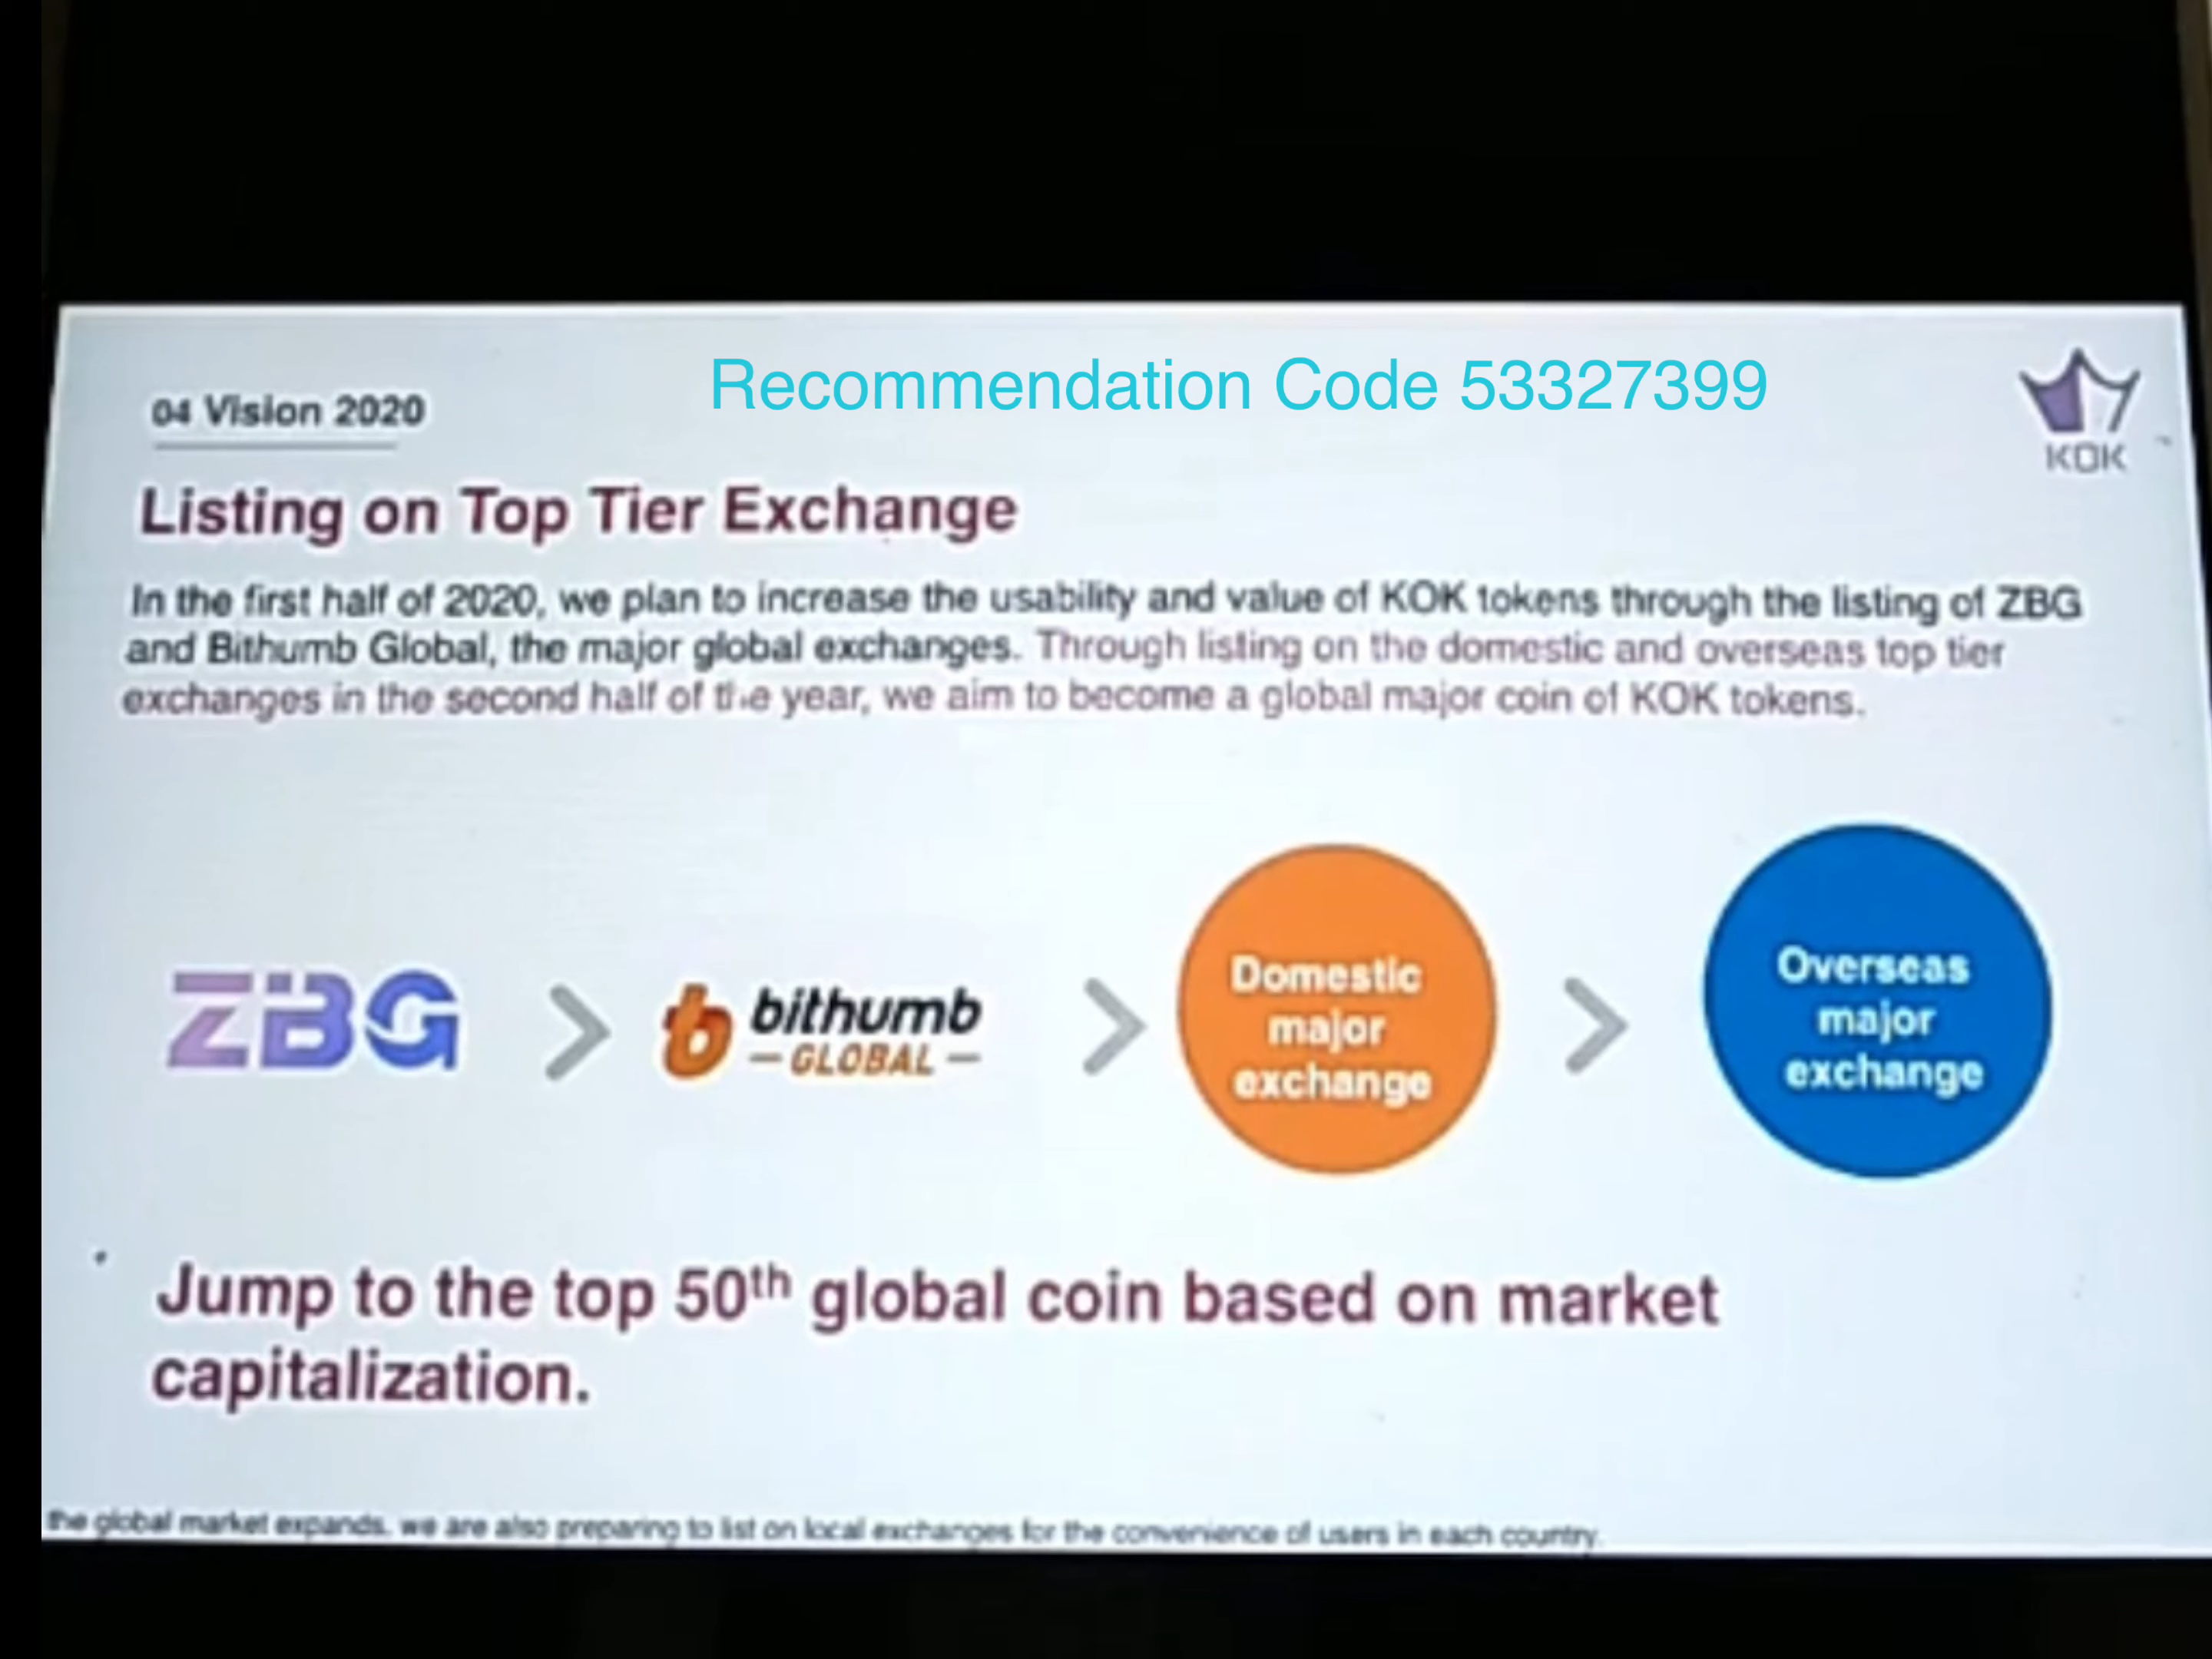 Recommendation Code 53327399
04 Vision 2020
KOK
Listing on Top Tier Exchange
In the first half of 2020, we plan to increase the usability and value of KOK tokens through the listing of ZBG
and Bithumb Global, the major global exchanges. Through listing on the domestic and overseas top tier
exchanges in the second half of the year, we aim to become a global major coin of KOK tokens.
ZBG > bithumb > Domestic major exchange > Overseas major exchange
— GLOBAL —
Jump to the top 50th global coin based on market
capitalization.
the global market expands, we are also preparing to list on local exchanges for the convenience of users in each country.